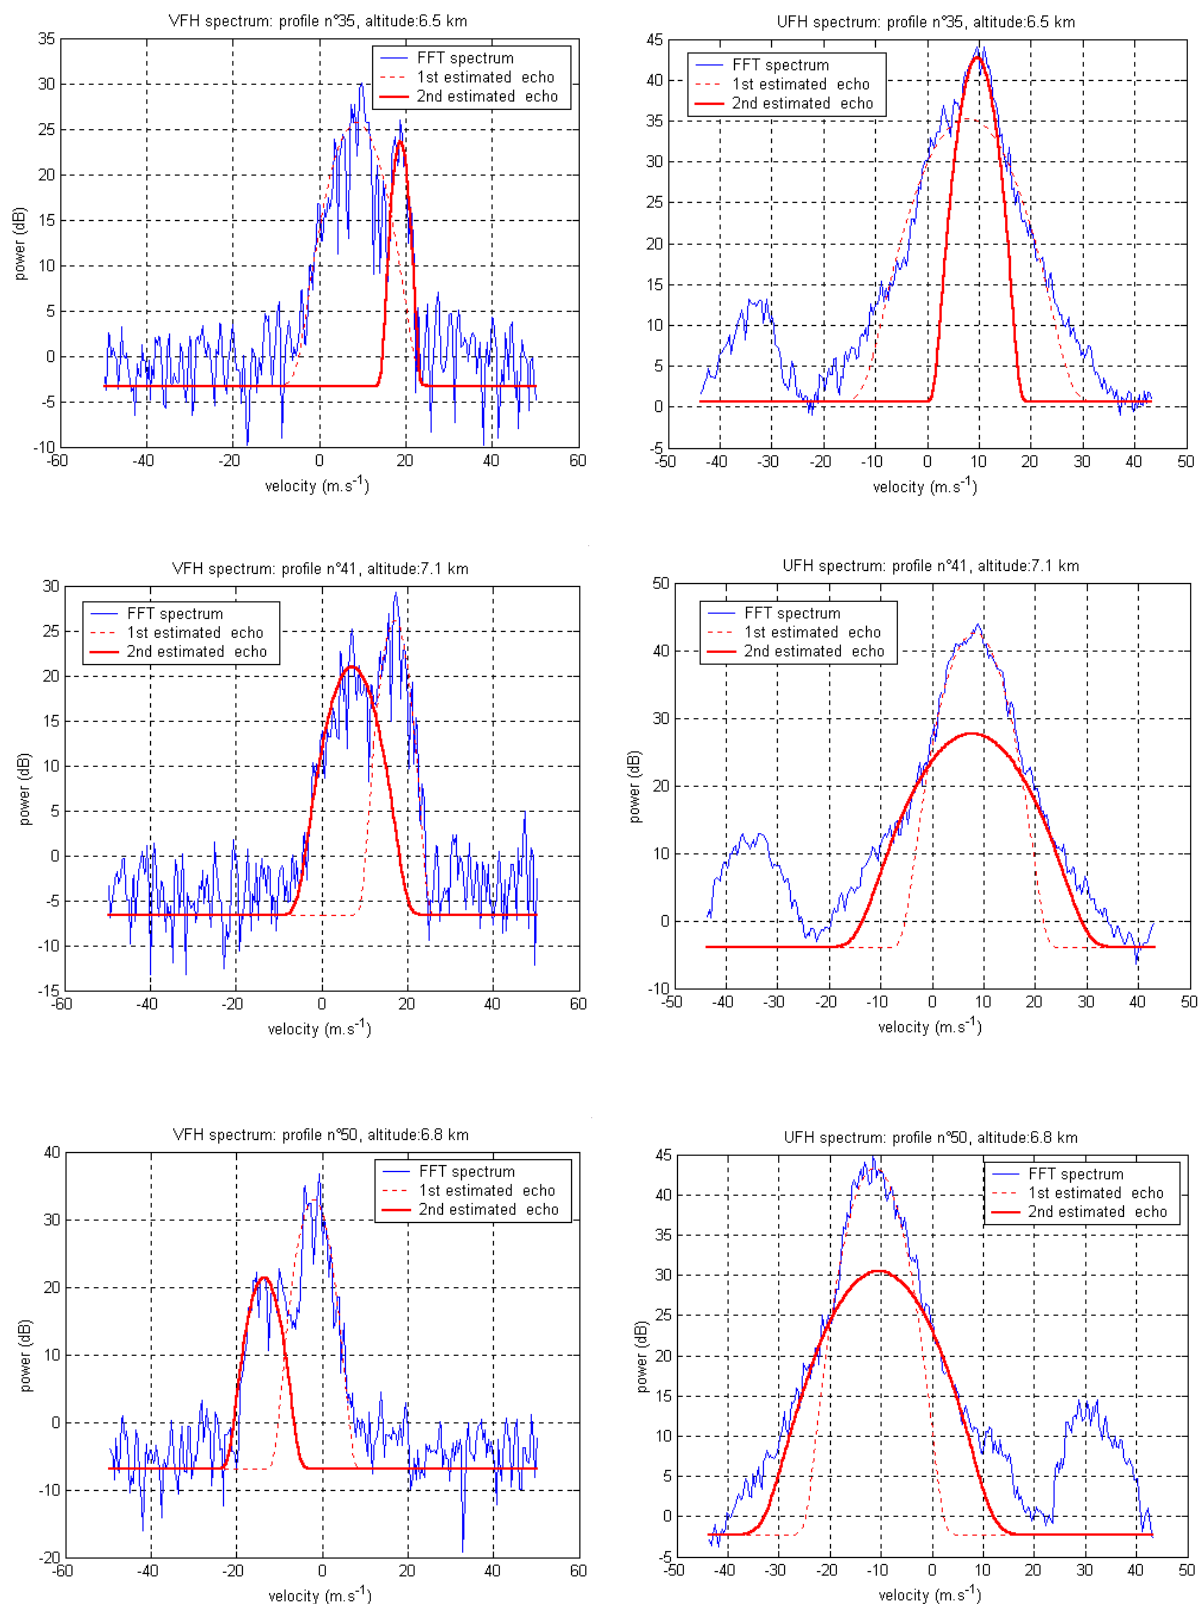 VFH spectrum: profile n°35, altitude:6.5 km
35
30
25
20
15
10
5
0
-5
-10
power (dB)
FFT spectrum
1st estimated echo
2nd estimated echo
-60 -40 -20 0 20 40 60
velocity (m.s⁻¹)
UFH spectrum: profile n°35, altitude:6.5 km
45
40
35
30
25
20
15
10
5
0
-5
power (dB)
FFT spectrum
1st estimated echo
2nd estimated echo
-50 -40 -30 -20 -10 0 10 20 30 40 50
velocity (m.s⁻¹)
VFH spectrum: profile n°41, altitude:7.1 km
30
25
20
15
10
5
0
-5
-10
-15
power (dB)
FFT spectrum
1st estimated echo
2nd estimated echo
-60 -40 -20 0 20 40 60
velocity (m.s⁻¹)
UFH spectrum: profile n°41, altitude:7.1 km
50
40
30
20
10
0
-10
power (dB)
FFT spectrum
1st estimated echo
2nd estimated echo
-50 -40 -30 -20 -10 0 10 20 30 40 50
velocity (m.s⁻¹)
VFH spectrum: profile n°50, altitude:6.8 km
40
30
20
10
0
-10
-20
power (dB)
FFT spectrum
1st estimated echo
2nd estimated echo
-60 -40 -20 0 20 40 60
velocity (m.s⁻¹)
UFH spectrum: profile n°50, altitude:6.8 km
45
40
35
30
25
20
15
10
5
0
-5
power (dB)
FFT spectrum
1st estimated echo
2nd estimated echo
-50 -40 -30 -20 -10 0 10 20 30 40 50
velocity (m.s⁻¹)